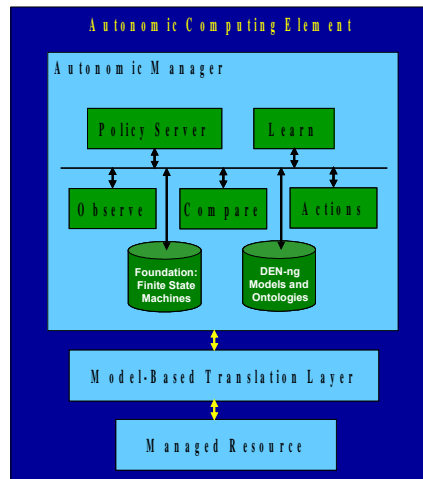 Autonomic Computing Element
Autonomic Manager
Policy Server
Learn
Observe
Compare
Actions
Foundation:
Finite State
Machines
DEN-ng
Models and
Ontologies
Model-Based Translation Layer
Managed Resource